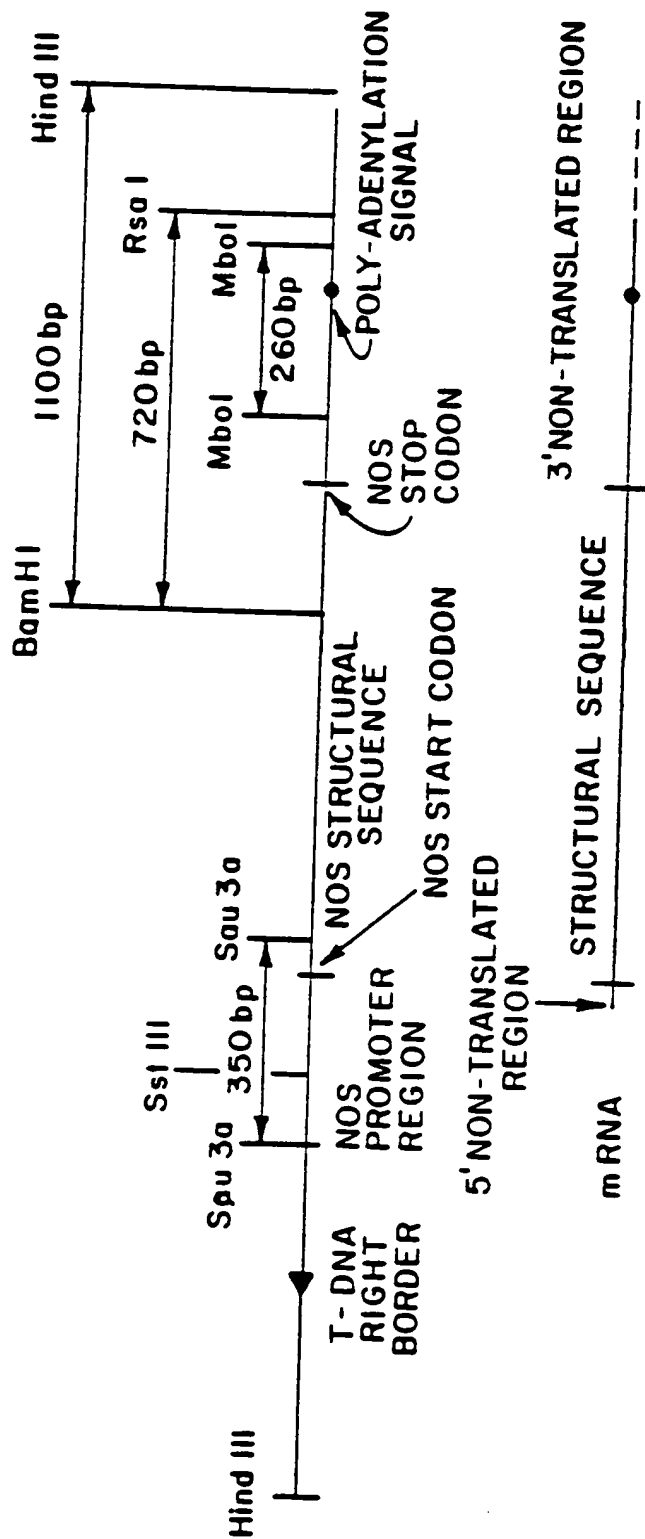 Hind III
T-DNA
RIGHT
BORDER
Spu 3a
Sst III
350bp
Sau 3a
NOS
PROMOTER
REGION
NOS START CODON
NOS STRUCTURAL
SEQUENCE
BamHI
1100bp
Hind III
720bp
Rsa I
MboI
260bp
MboI
NOS
STOP
CODON
POLY-ADENYLATION
SIGNAL
mRNA
5'NON-TRANSLATED
REGION
STRUCTURAL SEQUENCE
3'NON-TRANSLATED REGION